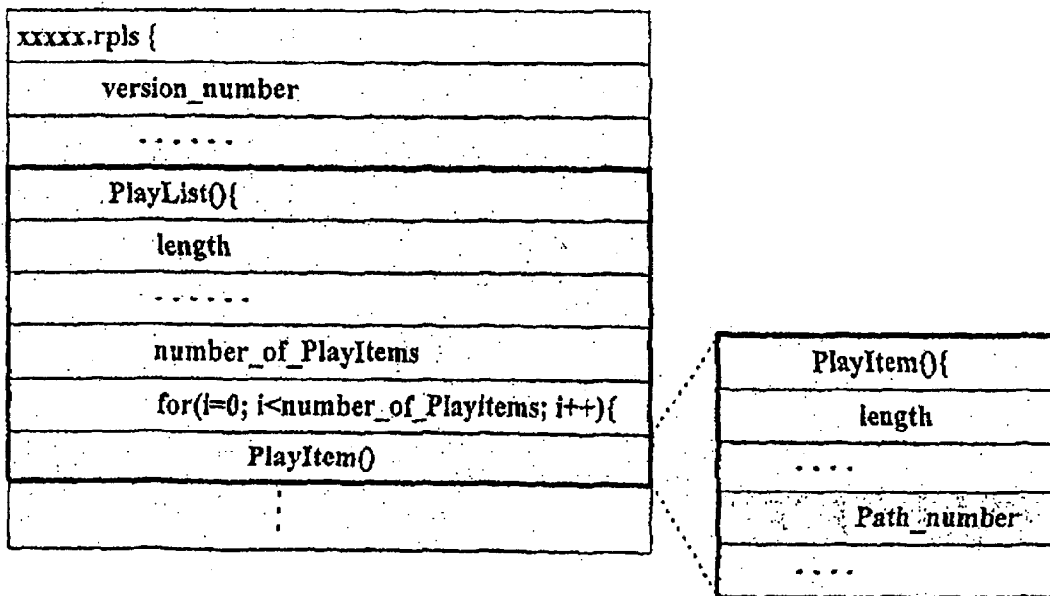 xxxxx.rpls {
version_number
......
PlayList(){
length
......
number_of_PlayItems
for(i=0; i<number_of_Playitems; i++){
PlayItem()
PlayItem(){
length
....
Path_number
....